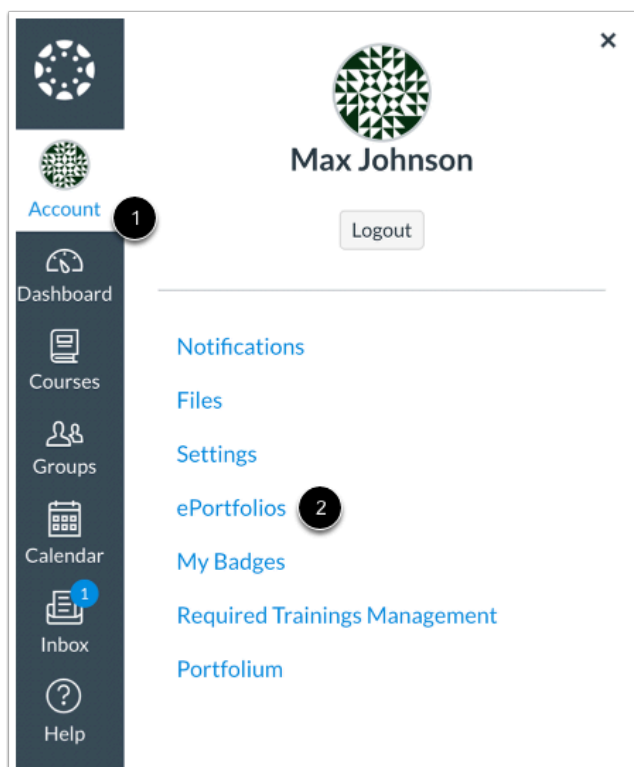 Account
1
Dashboard
Courses
Groups
Calendar
1
Inbox
Help
×
Max Johnson
Logout
Notifications
Files
Settings
ePortfolios 2
My Badges
Required Trainings Management
Portfolium